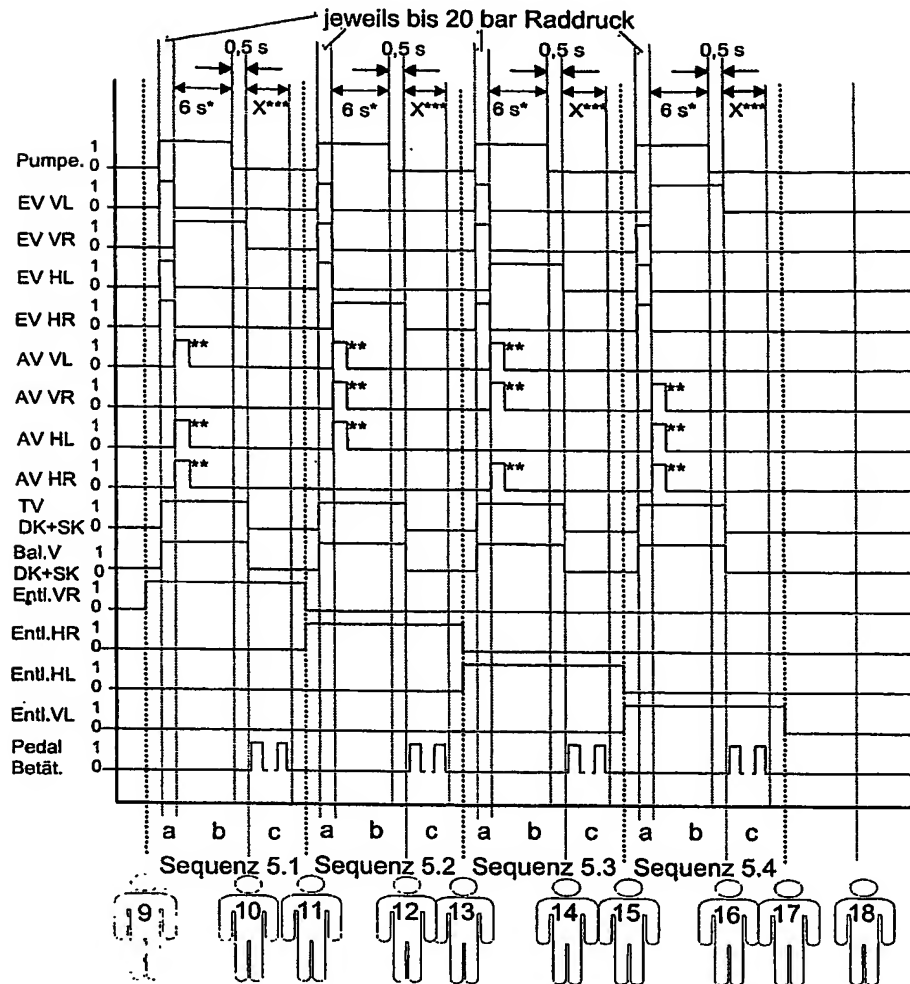 jeweils bis 20 bar Raddruck
0,5 s 0,5 s 0,5 s 0,5 s
6 s* X*** 6 s* X*** 6 s* X*** 6 s* X***
Pumpe. 1 0
EV VL 1 0
EV VR 1 0
EV HL 1 0
EV HR 1 0
AV VL 1 0 ** ** **
AV VR 1 0 ** ** **
AV HL 1 0 ** ** **
AV HR 1 0 ** ** **
TV 1
DK+SK 0
Bal.V 1
DK+SK 0
Entl.VR 1 0
Entl.HR 1 0
Entl.HL 1 0
Entl.VL 1 0
Pedal 1
Betät. 0
a b c a b c a b c a b c
Sequenz 5.1 Sequenz 5.2 Sequenz 5.3 Sequenz 5.4
9 10 11 12 13 14 15 16 17 18